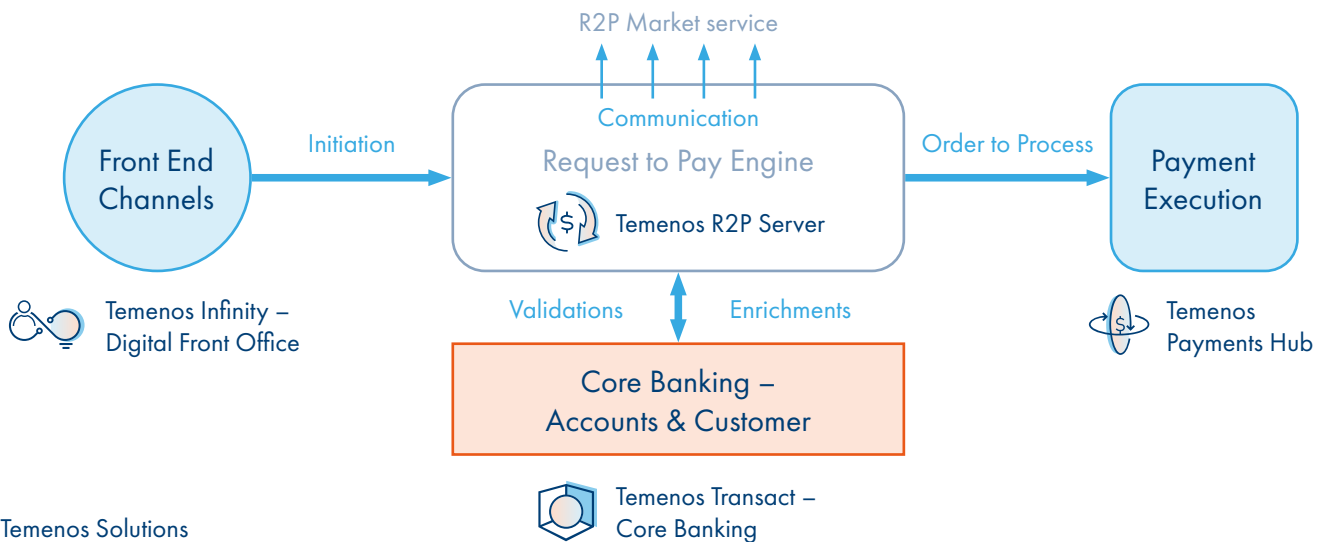 R2P Market service
Communication
Front End
Channels
Initiation
Request to Pay Engine
$
Temenos R2P Server
Order to Process
Payment
Execution
Temenos Infinity –
Digital Front Office
Validations
Enrichments
$
Temenos
Payments Hub
Core Banking –
Accounts & Customer
Temenos Transact –
Core Banking
Temenos Solutions